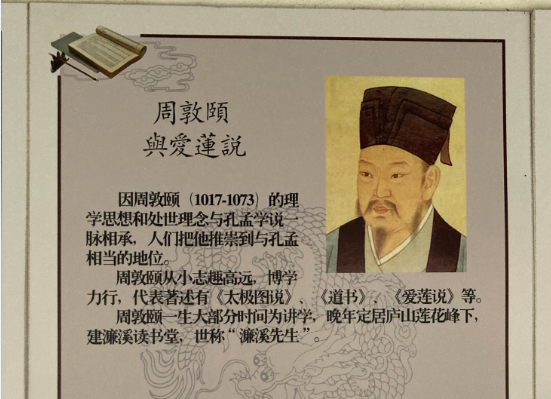 周敦頤
與愛蓮説
因周敦颐（1017-1073）的理
学思想和处世理念与孔孟学说一
脉相承，人们把他推崇到与孔孟
相当的地位。
周敦颐从小志趣高远，博学
力行，代表著述有《太极图说》、《道书》、《爱莲说》等。
周敦颐一生大部分时间为讲学，晚年定居庐山莲花峰下，
建濂溪读书堂，世称“濂溪先生”。